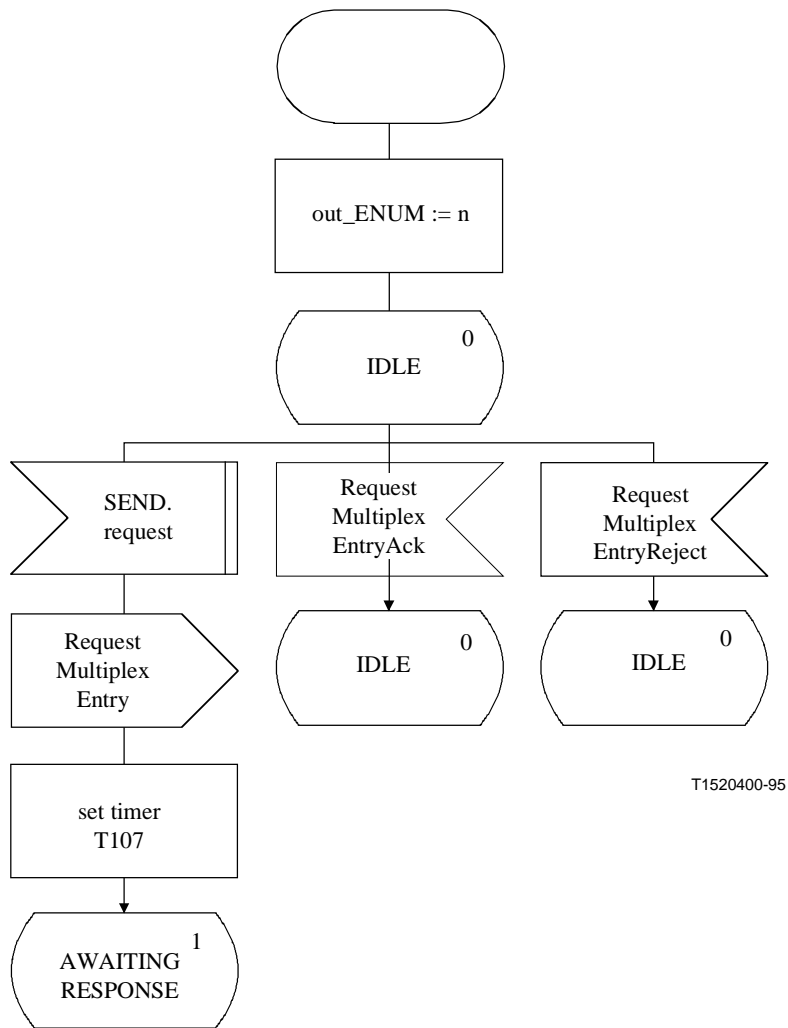 out_ENUM := n
0
IDLE
SEND.
request
Request
Multiplex
EntryAck
Request
Multiplex
EntryReject
Request
Multiplex
Entry
0
IDLE
0
IDLE
set timer
T107
T1520400-95
1
AWAITING
RESPONSE